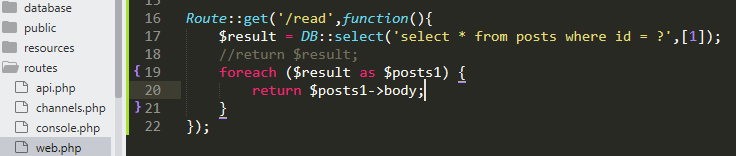 database
public
resources
routes
api.php
channels.php
console.php
web.php
16 Route::get('/read',function(){
17 $result = DB::select('select * from posts where id = ?',[1]);
18 //return $result;
{ 19 foreach ($result as $posts1) {
20 return $posts1->body;
} 21 }
22 });